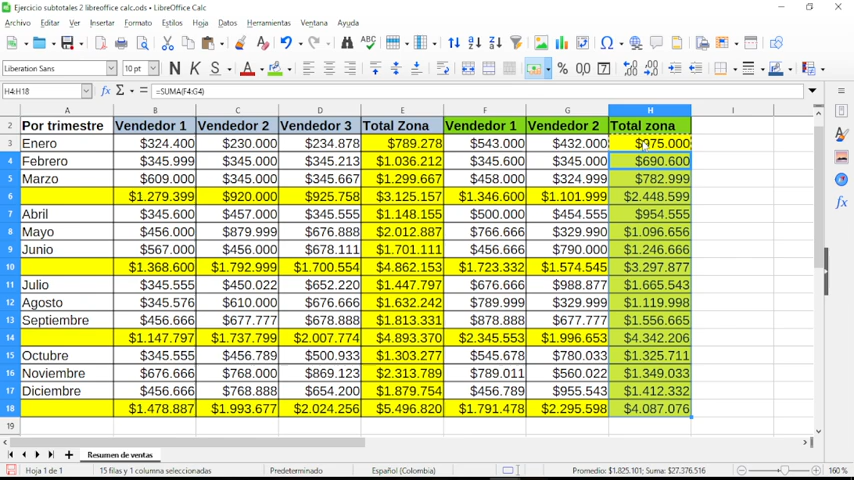 Ejercicio subtotales 2 libreoffice calc.ods • LibreOffice Calc
Archivo Editar Ver Insertar Formato Estilos Hoja Datos Herramientas Ventana Ayuda
Liberation Sans 10 pt N K S A % 0,0 7
H4:H18 fx Σ = =SUMA(F4:G4)
A B C D E F G H I
2 Por trimestre Vendedor 1 Vendedor 2 Vendedor 3 Total Zona Vendedor 1 Vendedor 2 Total zona
3 Enero $324.400 $230.000 $234.878 $789.278 $543.000 $432.000 $975.000
4 Febrero $345.999 $345.000 $345.213 $1.036.212 $345.600 $345.000 $690.600
5 Marzo $609.000 $345.000 $345.667 $1.299.667 $458.000 $324.999 $782.999
6 $1.279.399 $920.000 $925.758 $3.125.157 $1.346.600 $1.101.999 $2.448.599
7 Abril $345.600 $457.000 $345.555 $1.148.155 $500.000 $454.555 $954.555
8 Mayo $456.000 $879.999 $676.888 $2.012.887 $766.666 $329.990 $1.096.656
9 Junio $567.000 $456.000 $678.111 $1.701.111 $456.666 $790.000 $1.246.666
10 $1.368.600 $1.792.999 $1.700.554 $4.862.153 $1.723.332 $1.574.545 $3.297.877
11 Julio $345.555 $450.022 $652.220 $1.447.797 $676.666 $988.877 $1.665.543
12 Agosto $345.576 $610.000 $676.666 $1.632.242 $789.999 $329.999 $1.119.998
13 Septiembre $456.666 $677.777 $678.888 $1.813.331 $878.888 $677.777 $1.556.665
14 $1.147.797 $1.737.799 $2.007.774 $4.893.370 $2.345.553 $1.996.653 $4.342.206
15 Octubre $345.555 $456.789 $500.933 $1.303.277 $545.678 $780.033 $1.325.711
16 Noviembre $676.666 $768.000 $869.123 $2.313.789 $789.011 $560.022 $1.349.033
17 Diciembre $456.666 $768.888 $654.200 $1.879.754 $456.789 $955.543 $1.412.332
18 $1.478.887 $1.993.677 $2.024.256 $5.496.820 $1.791.478 $2.295.598 $4.087.076
19
Resumen de ventas
Hoja 1 de 1 15 filas y 1 columna seleccionadas Predeterminado Español (Colombia) Promedio: $1.825.101; Suma: $27.376.516 160 %